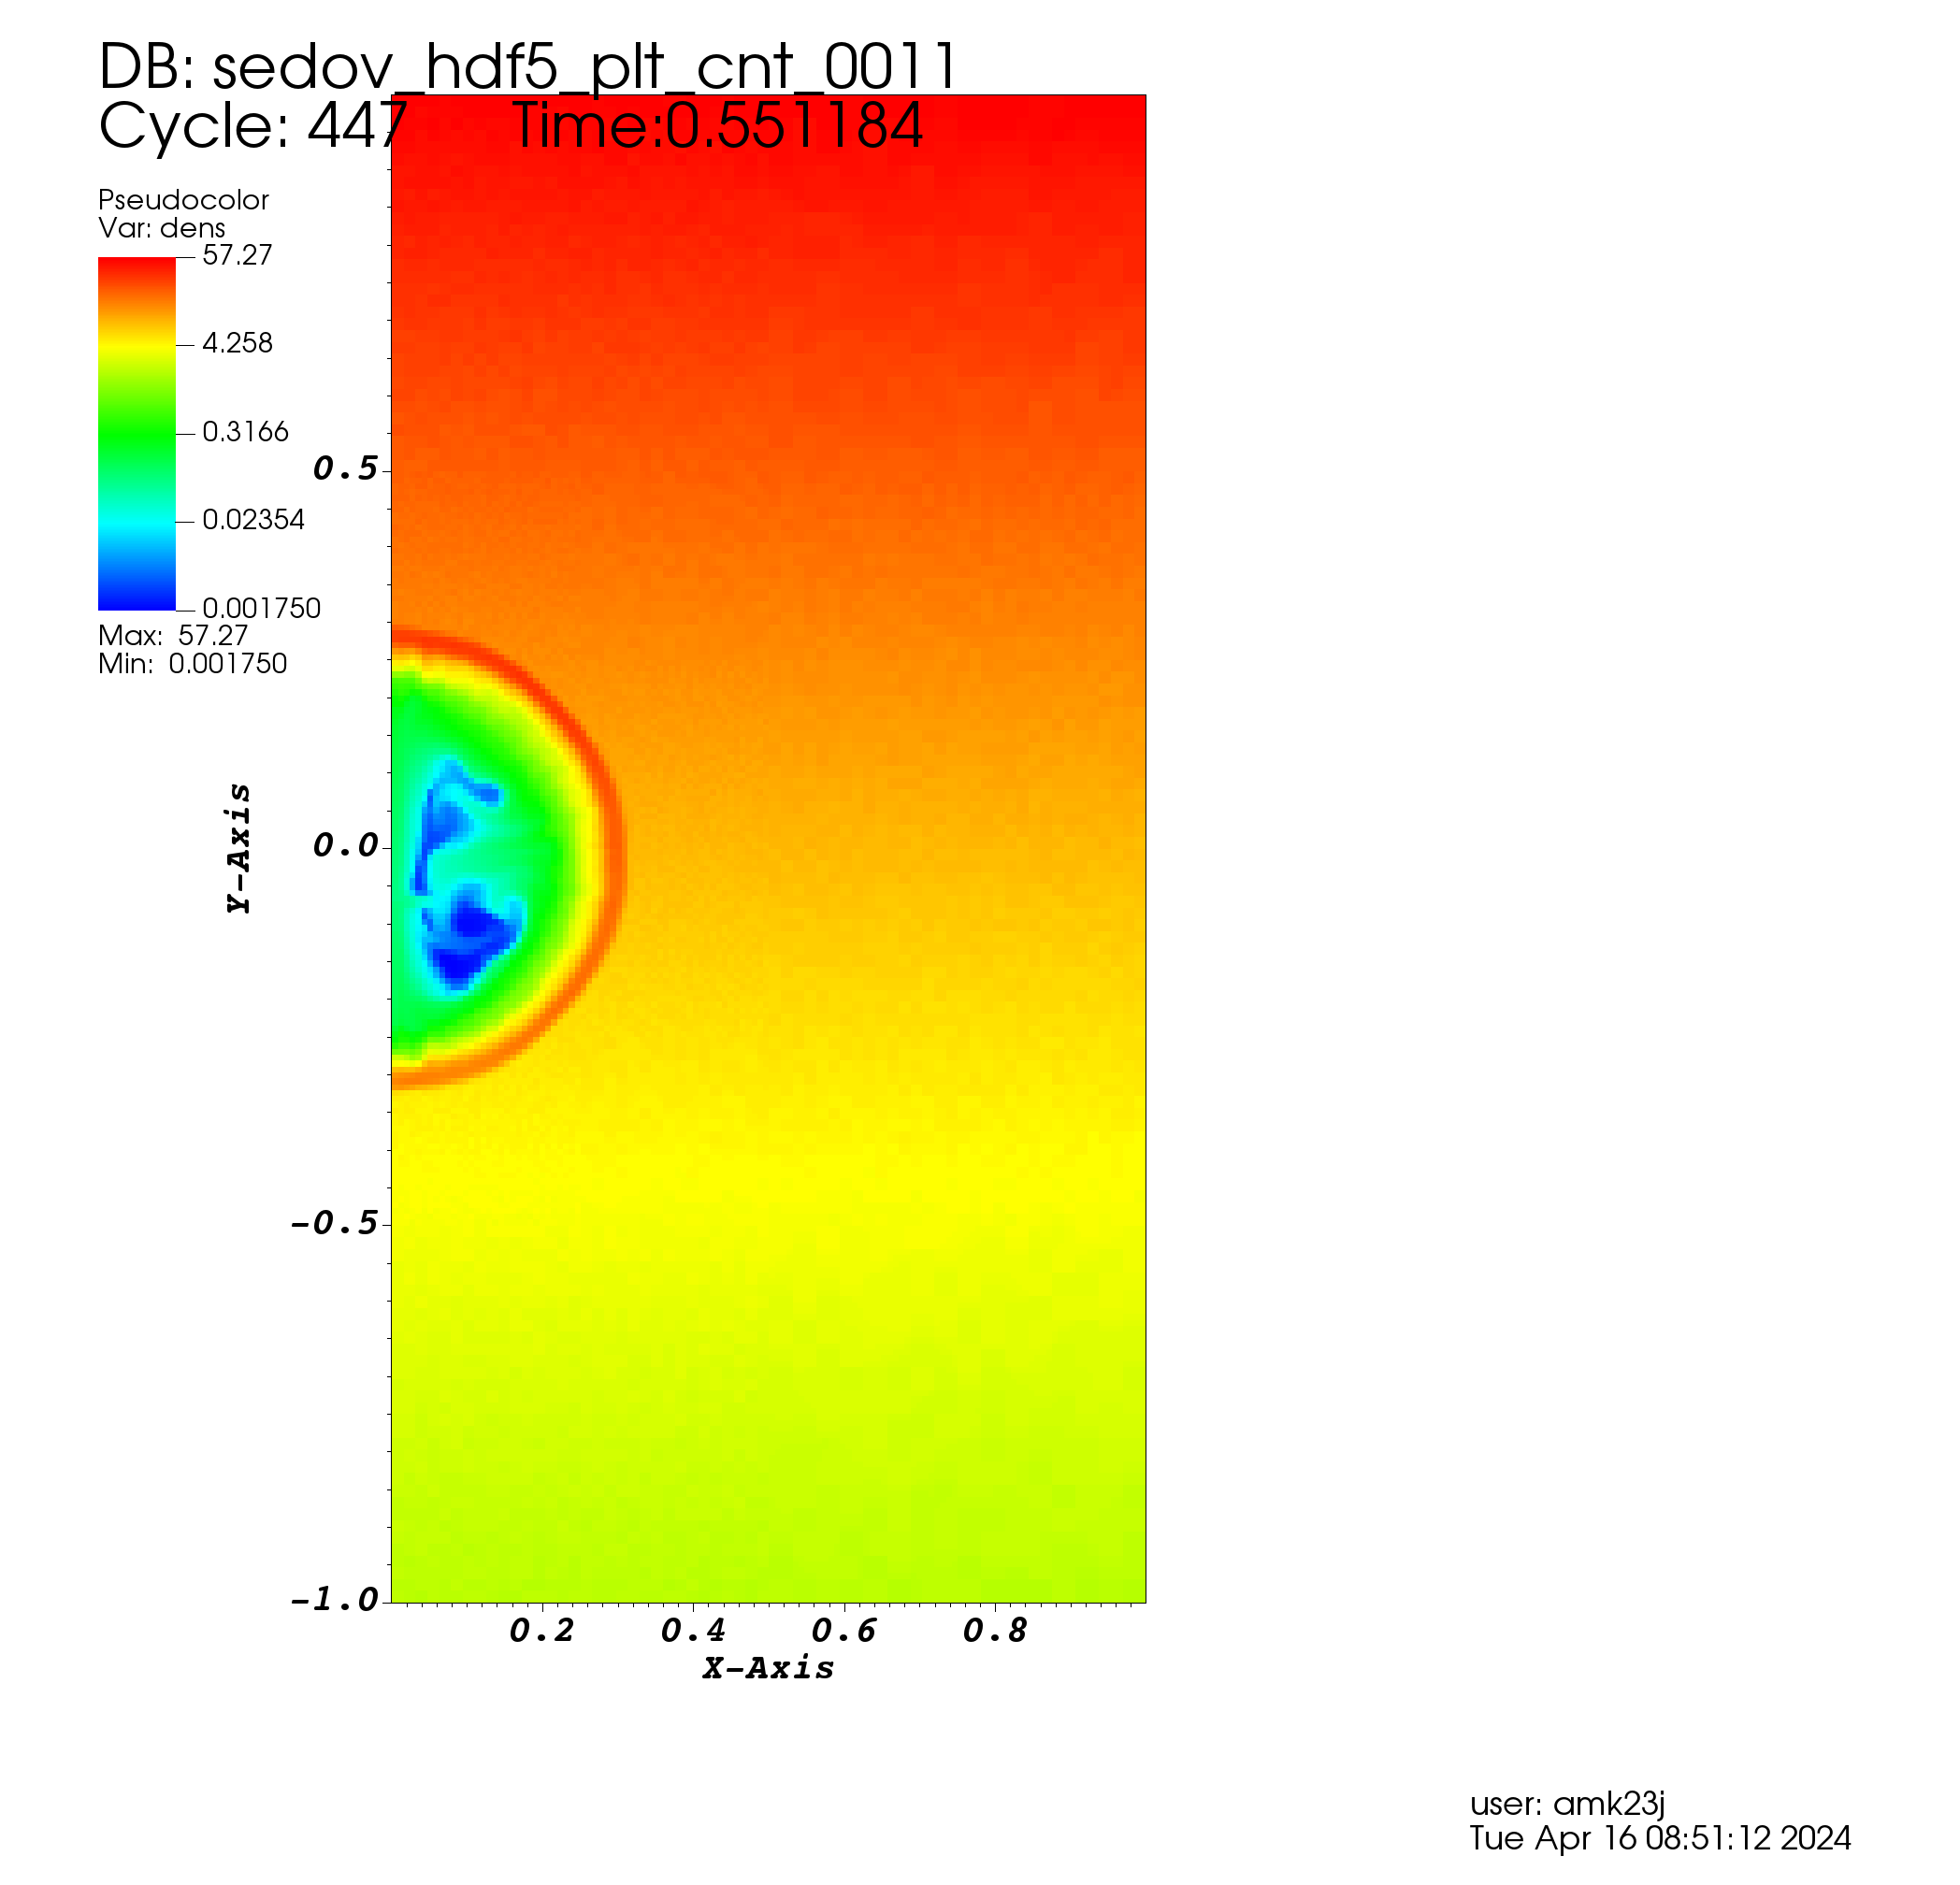 DB: sedov_hdf5_plt_cnt_0011
Cycle: 447 Time:0.551184
Pseudocolor
Var: dens
57.27
4.258
0.3166
0.02354
0.001750
Max: 57.27
Min: 0.001750
0.5
0.0
-0.5
-1.0
Y-Axis
0.2 0.4 0.6 0.8
X-Axis
user: amk23j
Tue Apr 16 08:51:12 2024